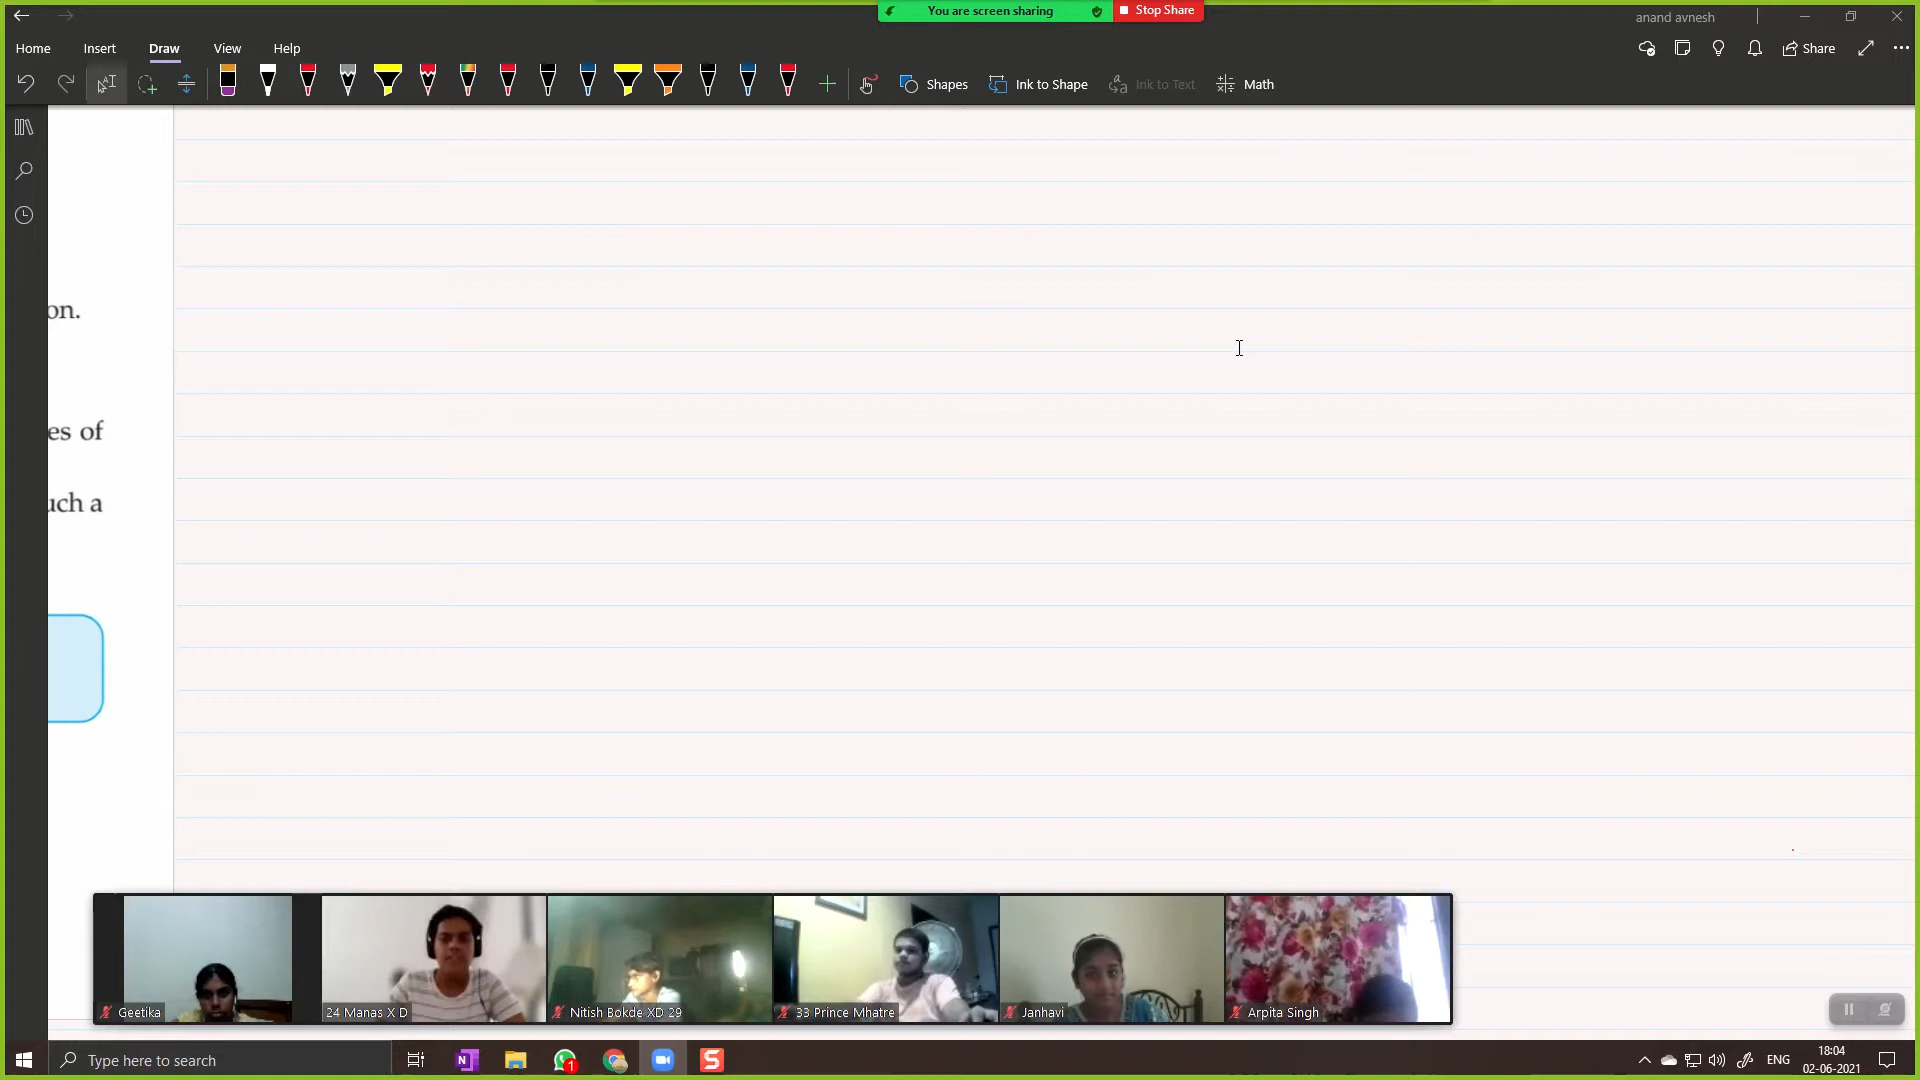 You are screen sharing
Stop Share
anand avnesh
Home
Insert
Draw
View
Help
Share
Shapes
Ink to Shape
Ink to Text
Math
on.
es of
uch a
Geetika
24 Manas X D
Nitish Bokde XD 29
33 Prince Mhatre
Janhavi
Arpita Singh
Type here to search
N
1
S
ENG
18:04
02-06-2021